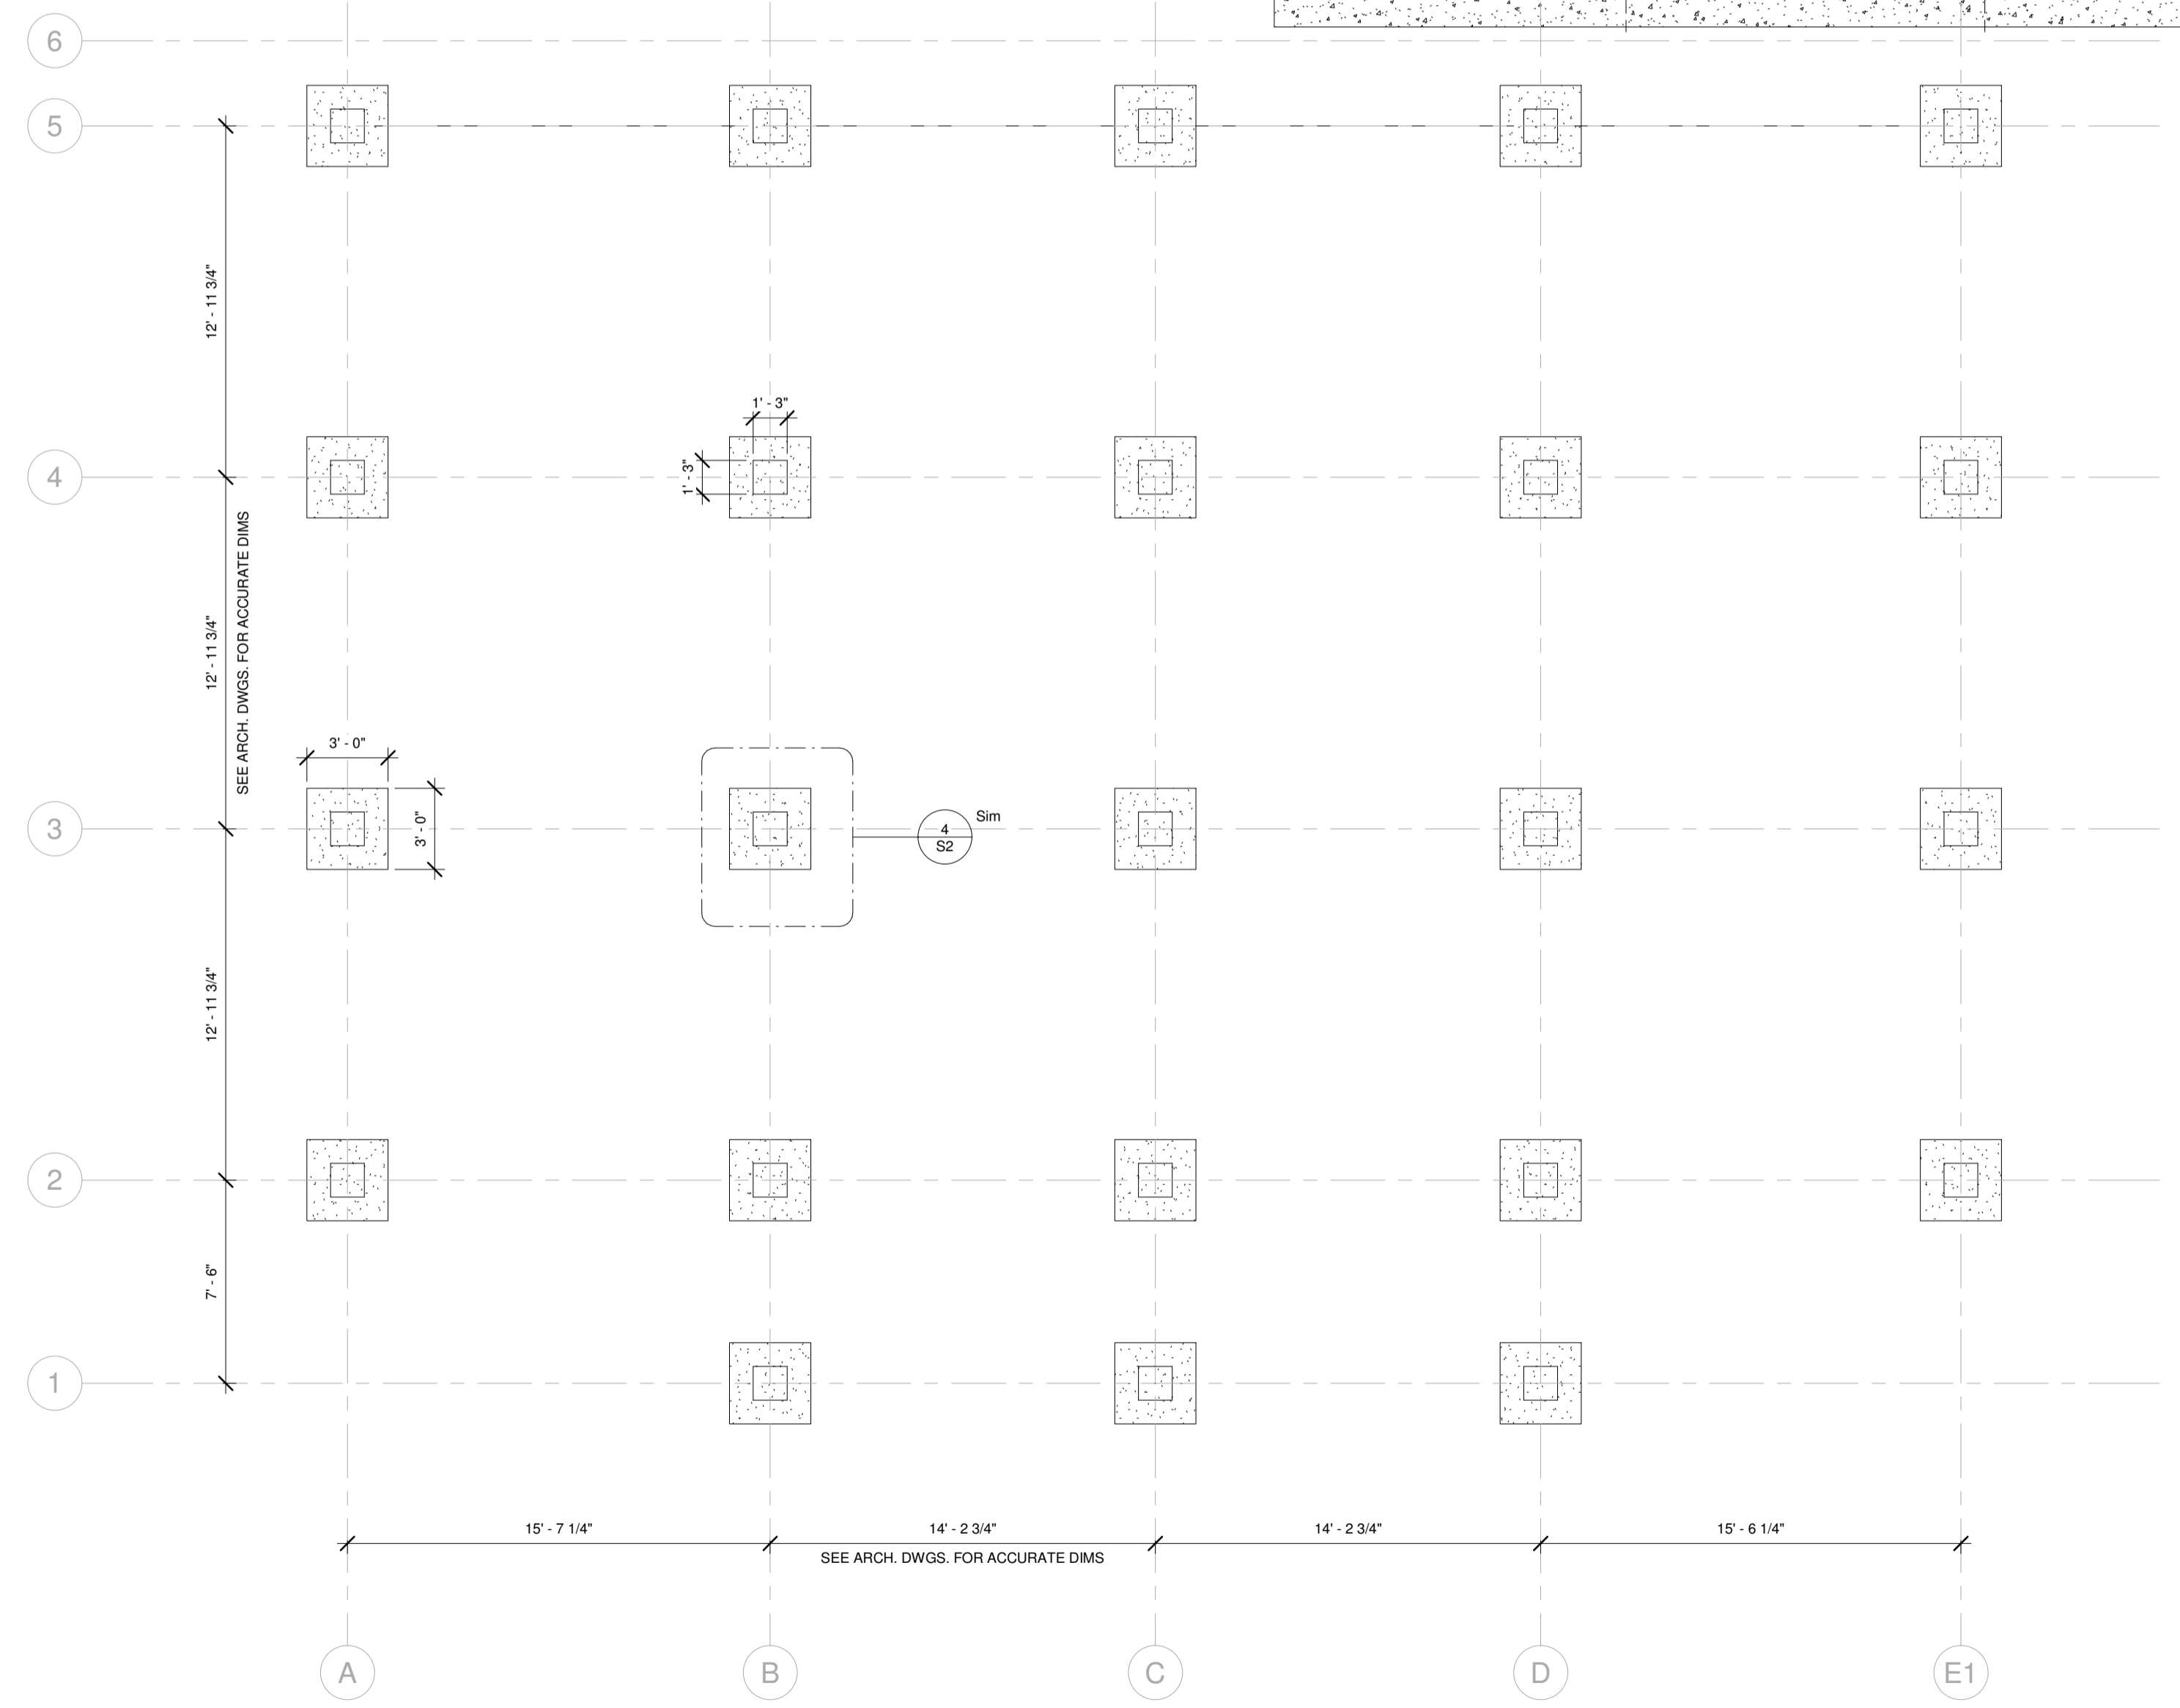 6
5
12' - 11 3/4"
1' - 3"
1' - 3"
4
SEE ARCH. DWGS. FOR ACCURATE DIMS
12' - 11 3/4"
3' - 0"
3' - 0"
3
Sim
4
S2
12' - 11 3/4"
2
7' - 6"
1
15' - 7 1/4"
14' - 2 3/4"
14' - 2 3/4"
15' - 6 1/4"
SEE ARCH. DWGS. FOR ACCURATE DIMS
A
B
C
D
E1